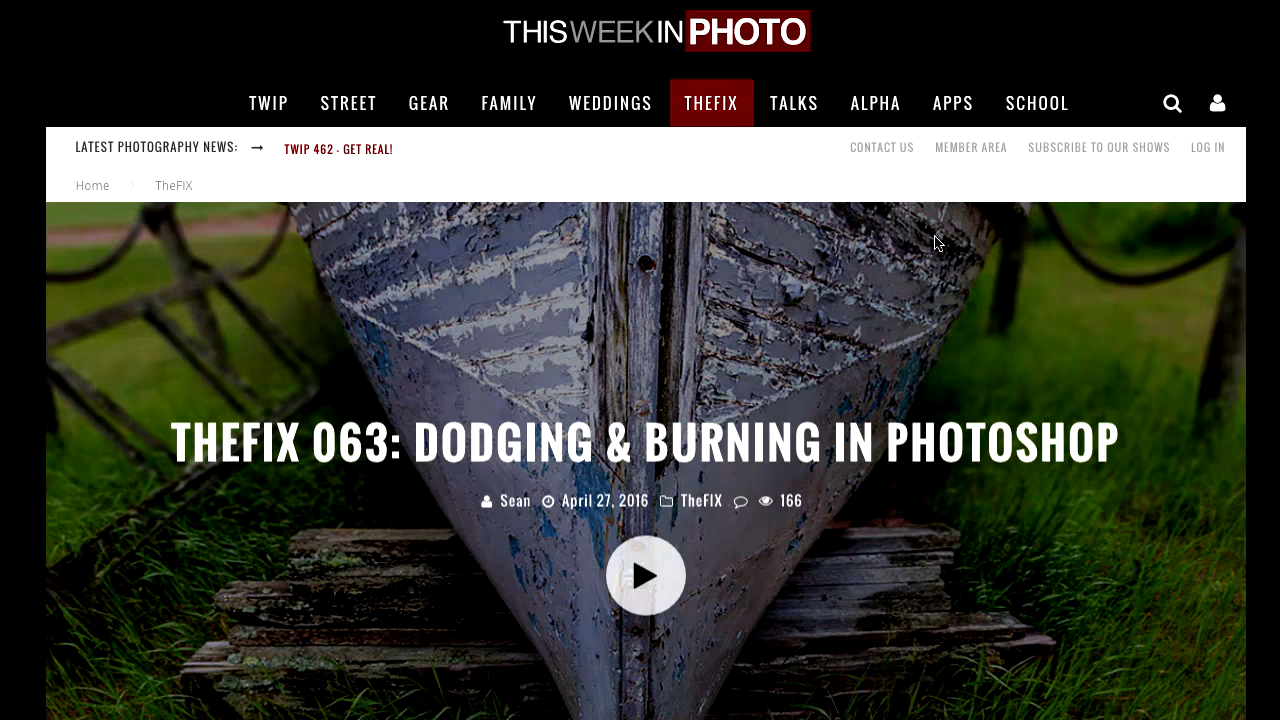 THISWEEKINPHOTO
TWIP STREET GEAR FAMILY WEDDINGS THEFIX TALKS ALPHA APPS SCHOOL
LATEST PHOTOGRAPHY NEWS: → TWIP 462 - GET REAL! CONTACT US MEMBER AREA SUBSCRIBE TO OUR SHOWS LOG IN
Home > TheFIX
THEFIX 063: DODGING & BURNING IN PHOTOSHOP
Sean April 27, 2016 TheFIX 166